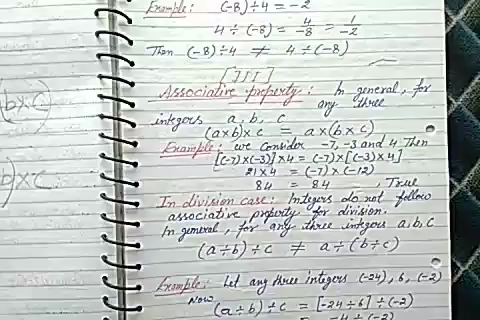 Example: (-8) ÷ 4 = -2
4 ÷ (-8) = 4/-8 = 1/-2
Then (-8) ÷ 4 ≠ 4 ÷ (-8)
[III]
Associative property: In general, for
any three
integers a, b, c
(a×b)×c = a×(b×c)
Example: we consider -7, -3 and 4 Then
[(-7)×(-3)]×4 = (-7)×[(-3)×4]
21×4 = (-7)×(-12)
84 = 84, True
In division case: Integers do not follow
associative property for division.
In general, for any three integers a, b, c
(a÷b)÷c ≠ a÷(b÷c)
Example: Let any three integers (-24), 6, (-2)
Now
(a÷b)÷c = [-24÷6]÷(-2)
= -4÷(-2)
(b×c)
)×c